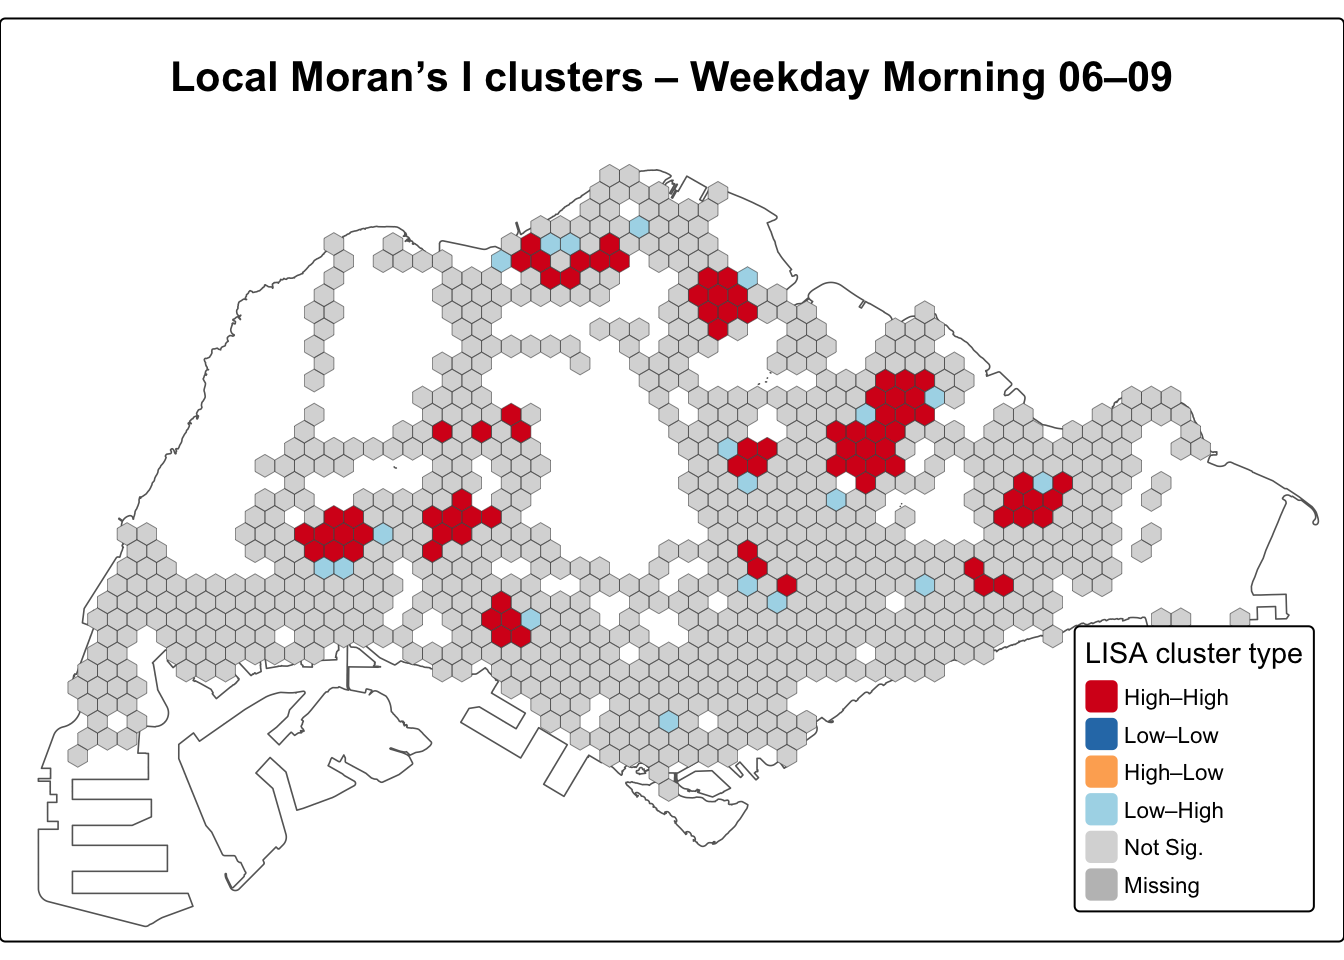 Local Moran’s I clusters – Weekday Morning 06–09
LISA cluster type
High–High
Low–Low
High–Low
Low–High
Not Sig.
Missing